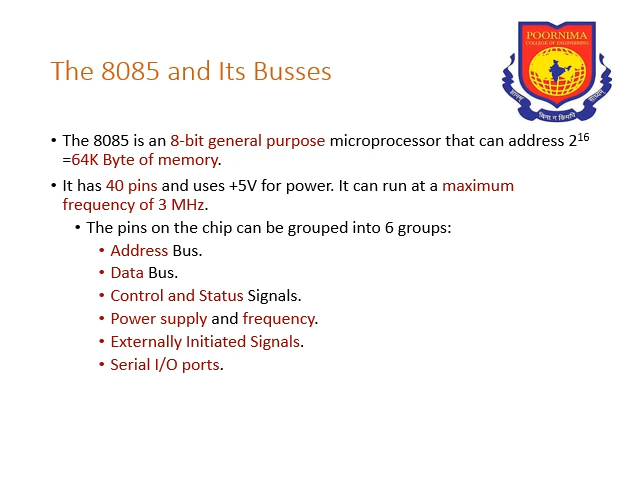 POORNIMA
COLLEGE OF ENGINEERING
The 8085 and Its Busses
• The 8085 is an 8-bit general purpose microprocessor that can address 2¹⁶
=64K Byte of memory.
• It has 40 pins and uses +5V for power. It can run at a maximum
frequency of 3 MHz.
• The pins on the chip can be grouped into 6 groups:
• Address Bus.
• Data Bus.
• Control and Status Signals.
• Power supply and frequency.
• Externally Initiated Signals.
• Serial I/O ports.